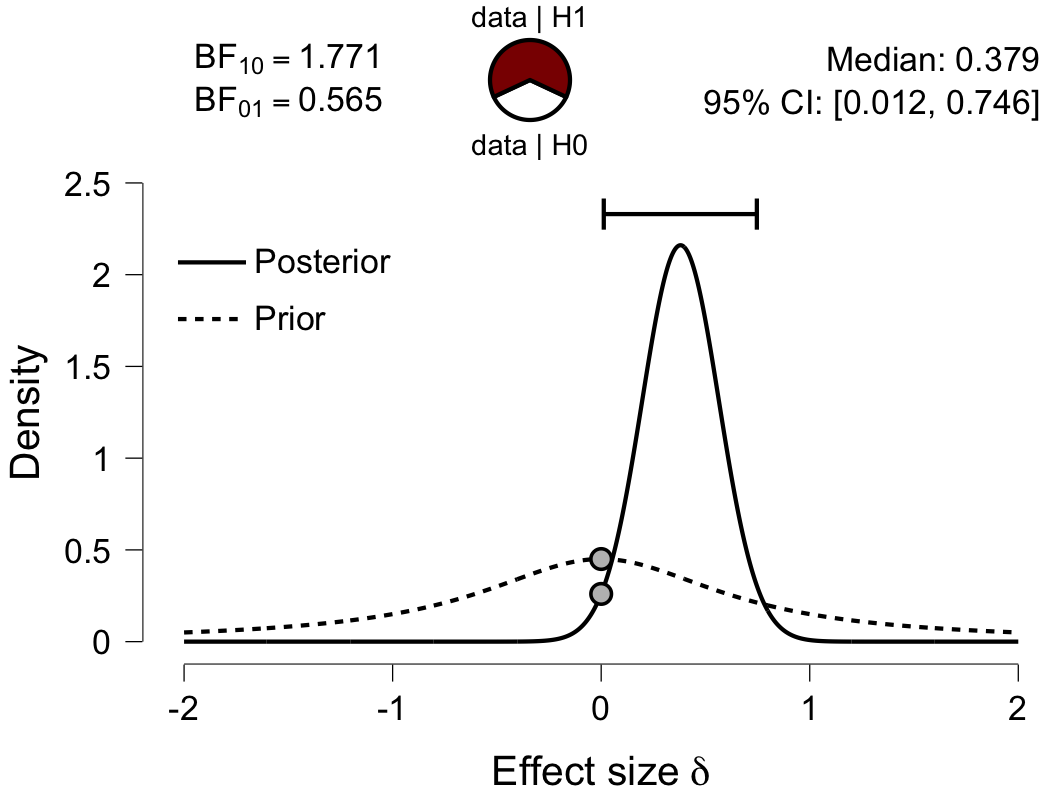 data | H1
BF10 = 1.771
BF01 = 0.565
Median: 0.379
95% CI: [0.012, 0.746]
data | H0
2.5
2
1.5
1
0.5
0
Density
Posterior
Prior
-2
-1
0
1
2
Effect size δ